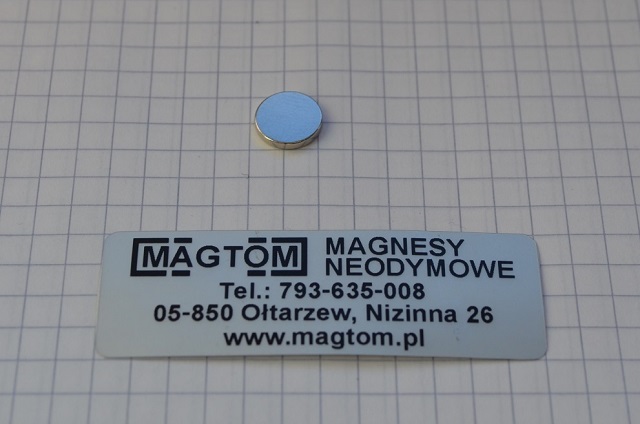 MAGTOM MAGNESY
NEODYMOWE
Tel.: 793-635-008
05-850 Ołtarzew, Nizinna 26
www.magtom.pl